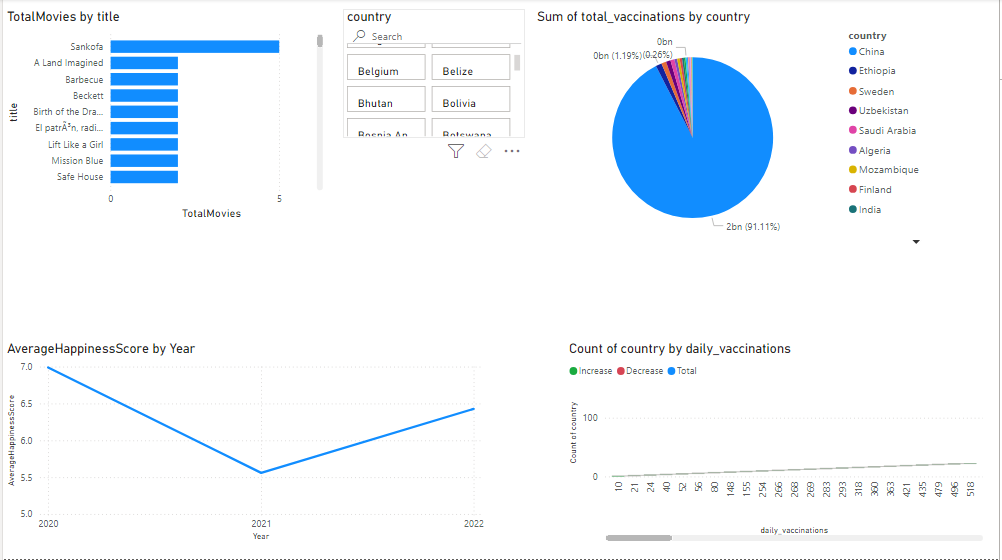 TotalMovies by title
title
Sankofa
A Land Imagined
Barbecue
Beckett
Birth of the Dra...
El patrÃ³n, radi...
Lift Like a Girl
Mission Blue
Safe House
0 5
TotalMovies
country
Search
Belgium Belize
Bhutan Bolivia
Bosnia An Botswana
Sum of total_vaccinations by country
0bn
0bn (1.19%) (0.26%)
2bn (91.11%)
country
China
Ethiopia
Sweden
Uzbekistan
Saudi Arabia
Algeria
Mozambique
Finland
India
AverageHappinessScore by Year
AverageHappinessScore
7.0
6.5
6.0
5.5
5.0
2020 2021 2022
Year
Count of country by daily_vaccinations
Increase Decrease Total
Count of country
100
0
10 21 24 40 52 56 80 148 155 254 266 268 269 283 293 318 360 363 421 435 479 496 518
daily_vaccinations